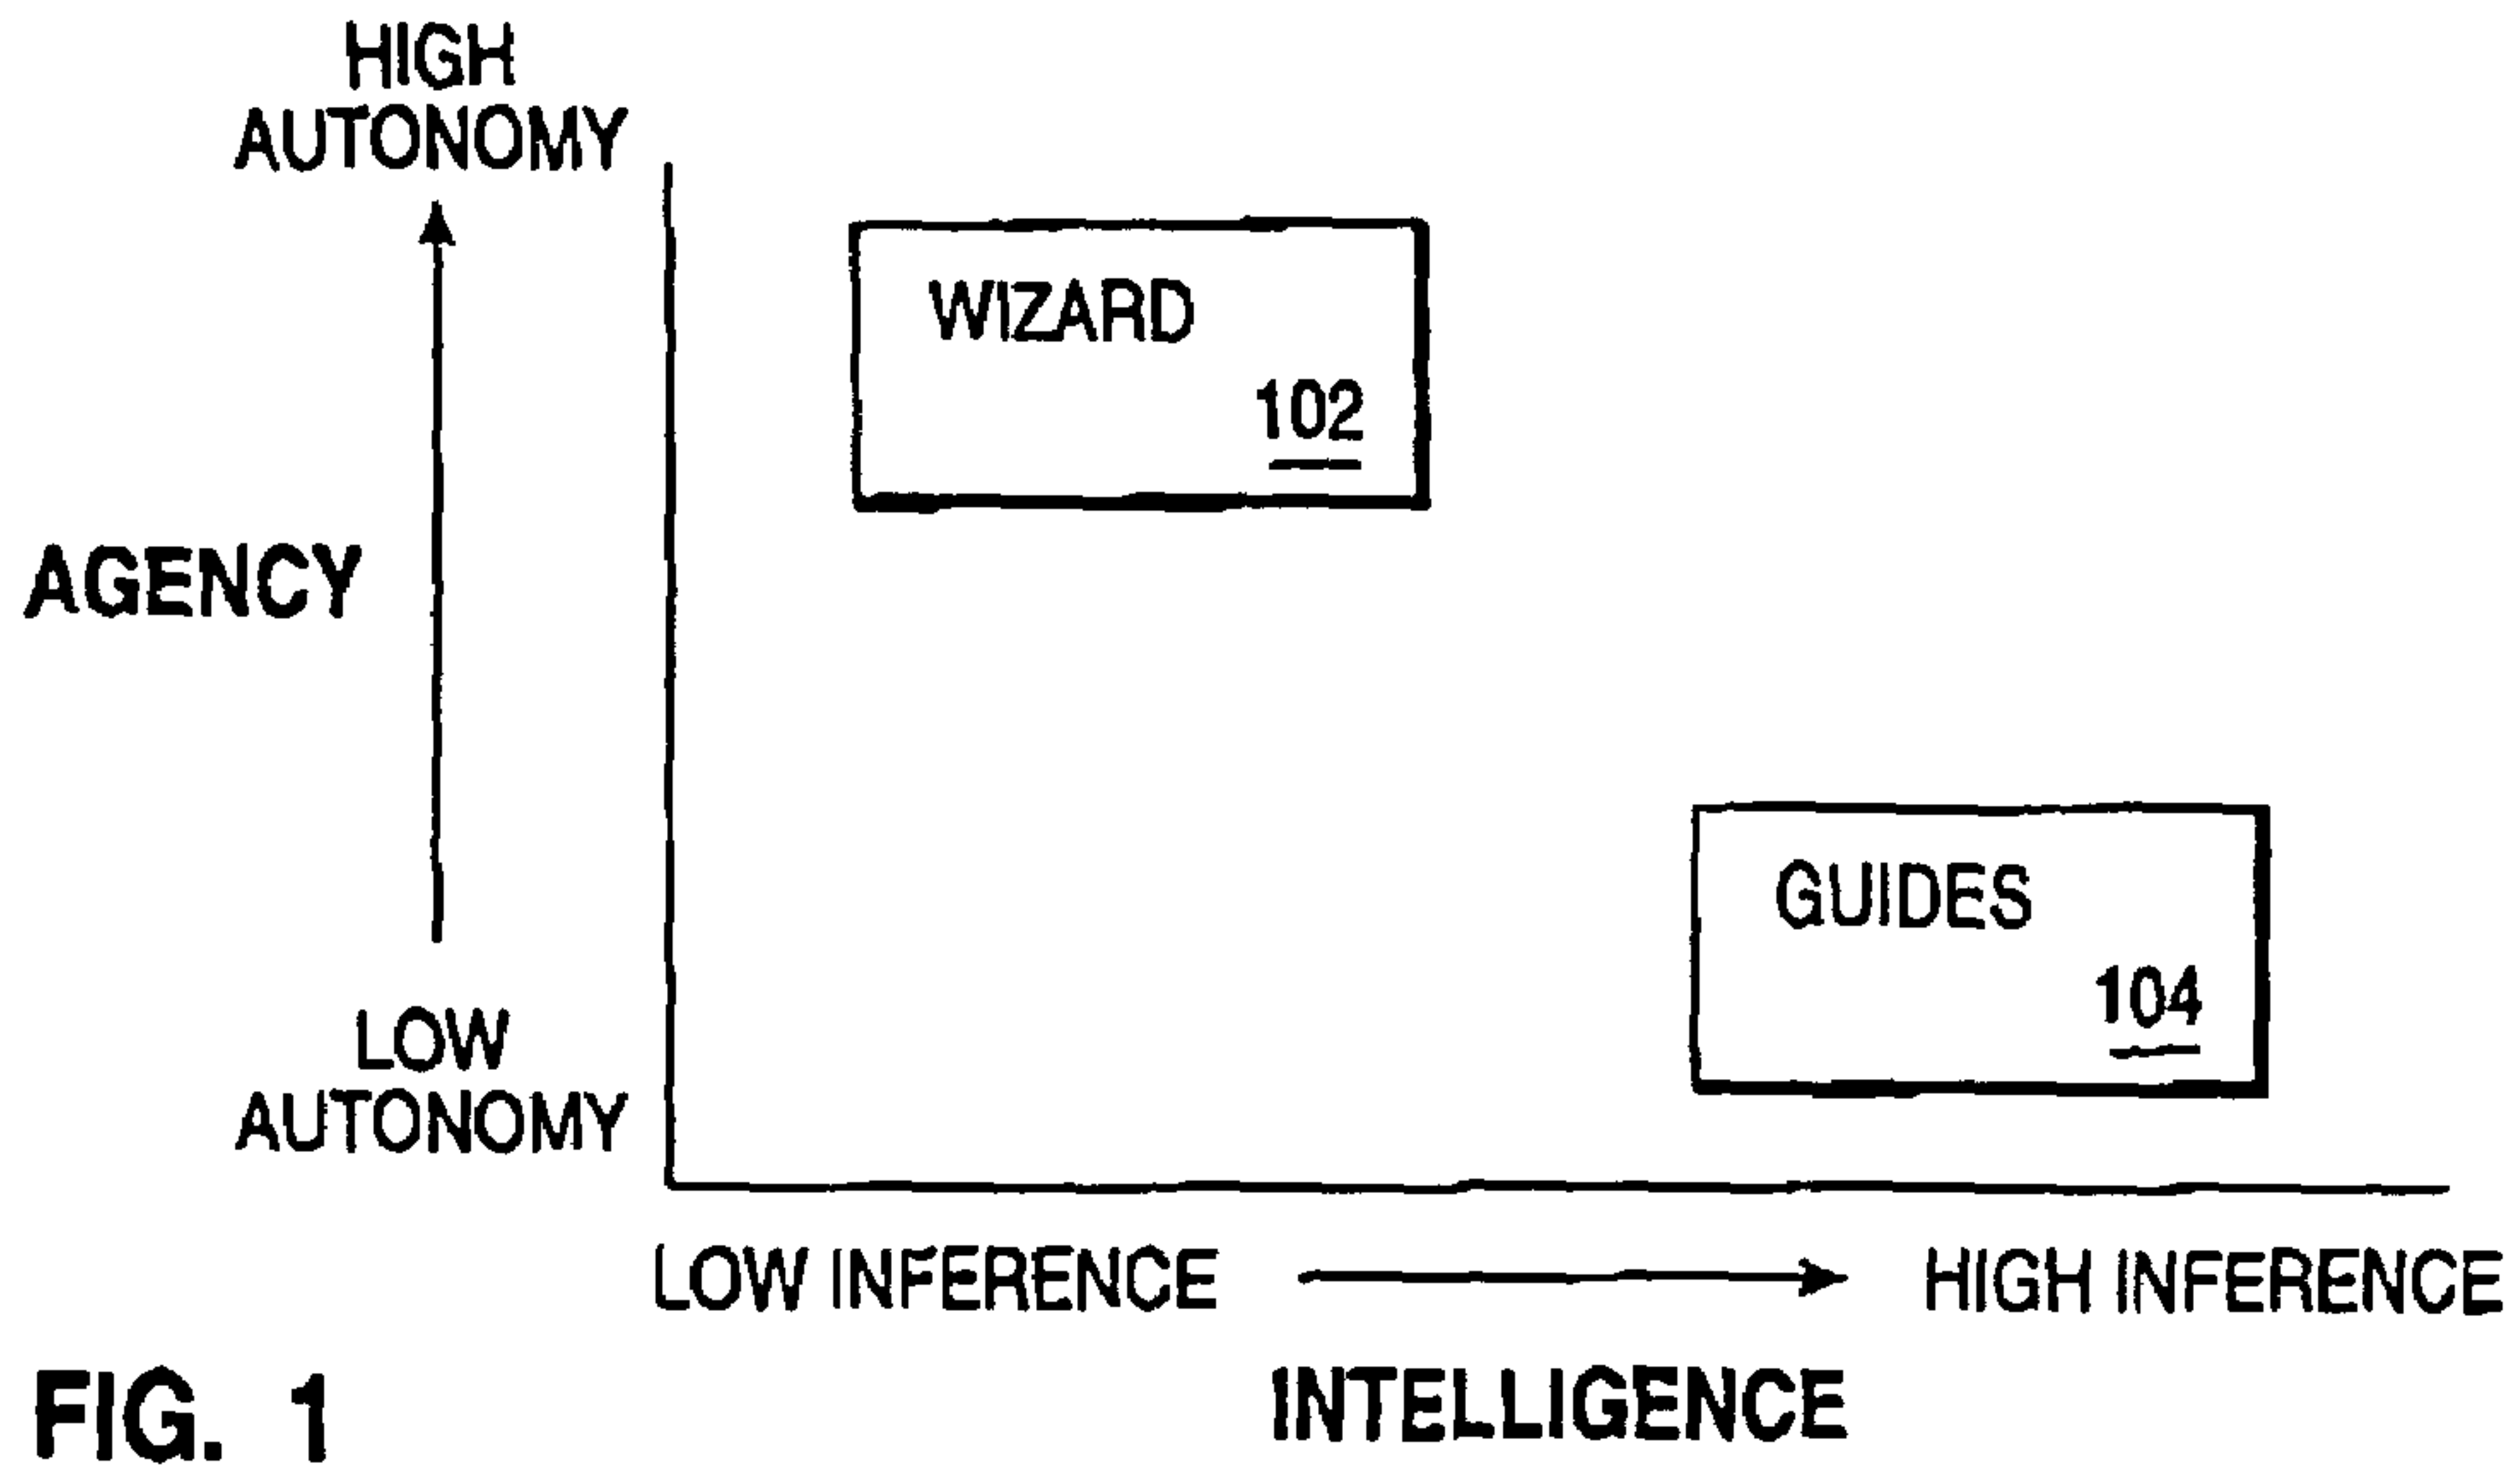 HIGH
AUTONOMY
WIZARD
102
AGENCY
GUIDES
104
LOW
AUTONOMY
LOW INFERENCE
HIGH INFERENCE
INTELLIGENCE
FIG. 1